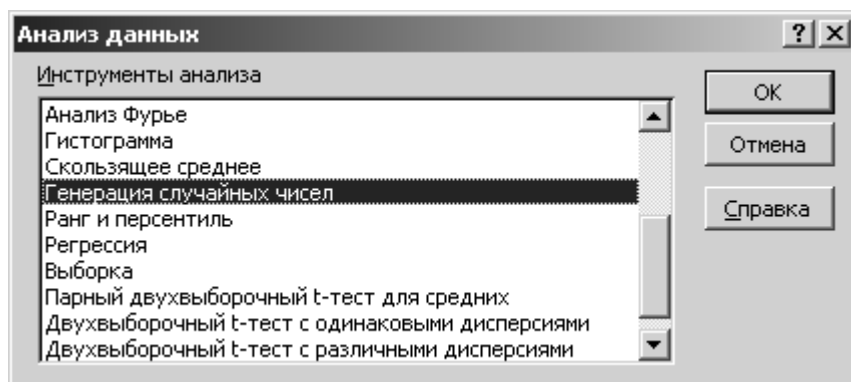 Анализ данных
Инструменты анализа
Анализ Фурье
Гистограмма
Скользящее среднее
Генерация случайных чисел
Ранг и персентиль
Регрессия
Выборка
Парный двухвыборочный t-тест для средних
Двухвыборочный t-тест с одинаковыми дисперсиями
Двухвыборочный t-тест с различными дисперсиями
ОК
Отмена
Справка